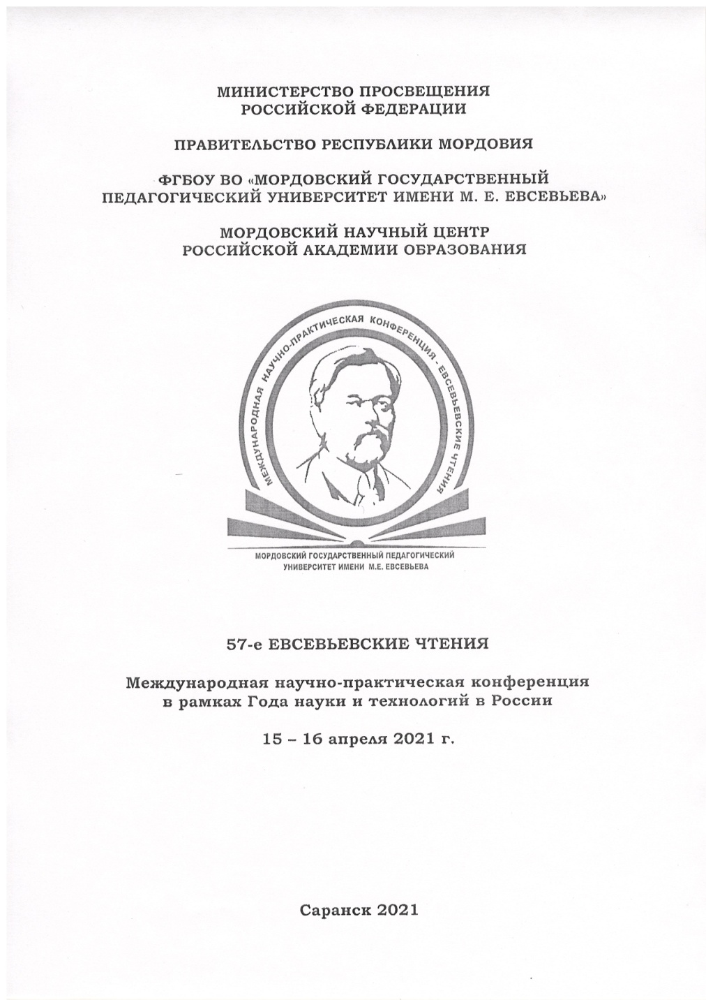 МИНИСТЕРСТВО ПРОСВЕЩЕНИЯ
РОССИЙСКОЙ ФЕДЕРАЦИИ
ПРАВИТЕЛЬСТВО РЕСПУБЛИКИ МОРДОВИЯ
ФГБОУ ВО «МОРДОВСКИЙ ГОСУДАРСТВЕННЫЙ
ПЕДАГОГИЧЕСКИЙ УНИВЕРСИТЕТ ИМЕНИ М. Е. ЕВСЕВЬЕВА»
МОРДОВСКИЙ НАУЧНЫЙ ЦЕНТР
РОССИЙСКОЙ АКАДЕМИИ ОБРАЗОВАНИЯ
МЕЖДУНАРОДНАЯ НАУЧНО-ПРАКТИЧЕСКАЯ КОНФЕРЕНЦИЯ - ЕВСЕВЬЕВСКИЕ ЧТЕНИЯ
МОРДОВСКИЙ ГОСУДАРСТВЕННЫЙ ПЕДАГОГИЧЕСКИЙ
УНИВЕРСИТЕТ ИМЕНИ М.Е. ЕВСЕВЬЕВА
57-е ЕВСЕВЬЕВСКИЕ ЧТЕНИЯ
Международная научно-практическая конференция
в рамках Года науки и технологий в России
15 – 16 апреля 2021 г.
Саранск 2021